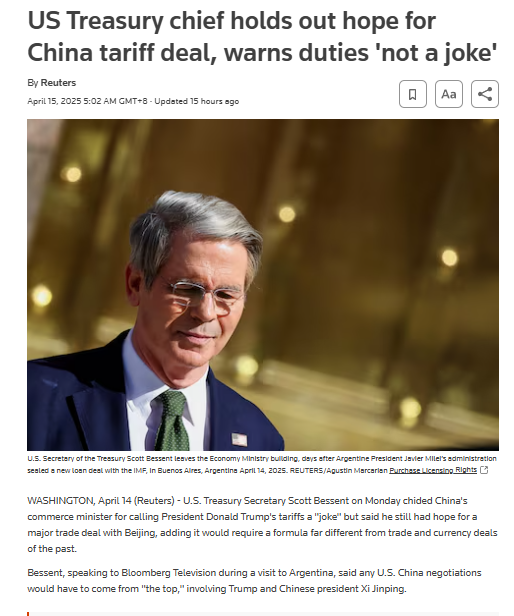 US Treasury chief holds out hope for
China tariff deal, warns duties 'not a joke'
By Reuters
April 15, 2025 5:02 AM GMT+8 · Updated 15 hours ago
Aa
U.S. Secretary of the Treasury Scott Bessent leaves the Economy Ministry building, days after Argentine President Javier Milei's administration
sealed a new loan deal with the IMF, in Buenos Aires, Argentina April 14, 2025. REUTERS/Agustin Marcarian Purchase Licensing Rights
WASHINGTON, April 14 (Reuters) - U.S. Treasury Secretary Scott Bessent on Monday chided China's
commerce minister for calling President Donald Trump's tariffs a "joke" but said he still had hope for a
major trade deal with Beijing, adding it would require a formula far different from trade and currency deals
of the past.
Bessent, speaking to Bloomberg Television during a visit to Argentina, said any U.S. China negotiations
would have to come from "the top," involving Trump and Chinese president Xi Jinping.